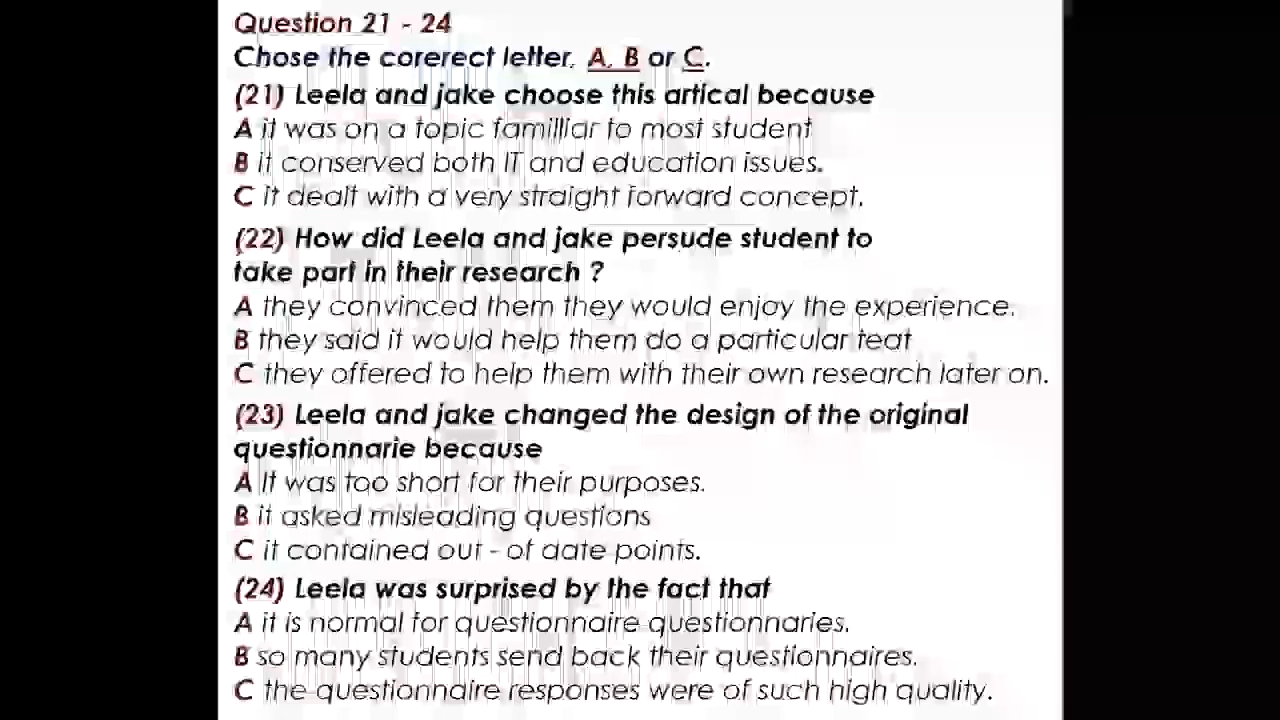 Question 21 - 24
Chose the corerect letter, A, B or C.
(21) Leela and jake choose this artical because
A it was on a topic familliar to most student
B it conserved both IT and education issues.
C it dealt with a very straight forward concept.
(22) How did Leela and jake persude student to
take part in their research ?
A they convinced them they would enjoy the experience.
B they said it would help them do a particular teat
C they offered to help them with their own research later on.
(23) Leela and jake changed the design of the original
questionnarie because
A It was too short for their purposes.
B it asked misleading questions
C it contained out - of date points.
(24) Leela was surprised by the fact that
A it is normal for questionnaire questionnaries.
B so many students send back their questionnaires.
C the questionnaire responses were of such high quality.